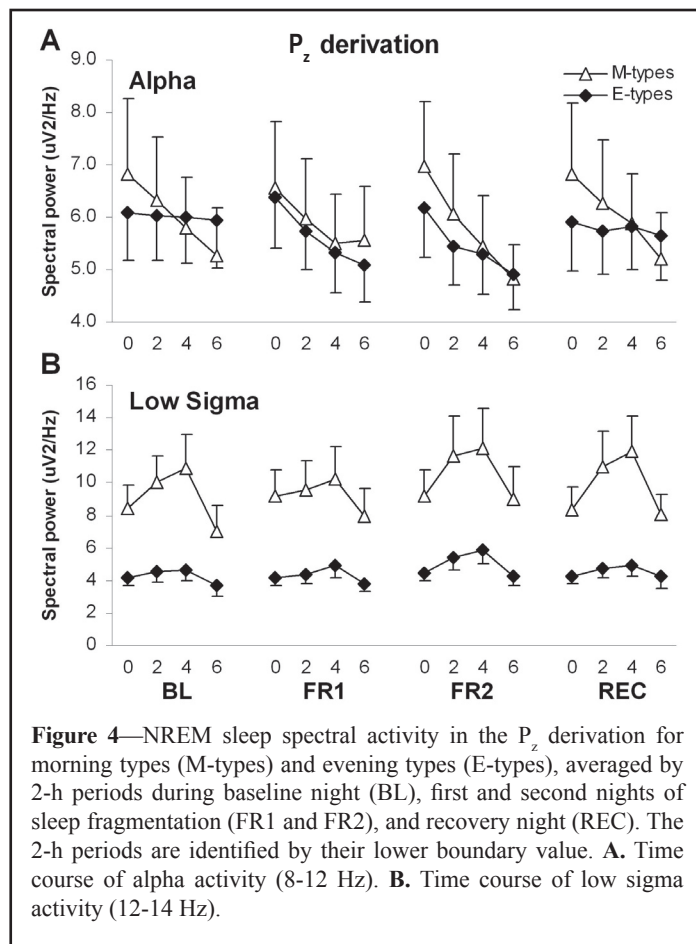 A
P_z derivation
Alpha
M-types
E-types
Spectral power (uV2/Hz)
9.0
8.0
7.0
6.0
5.0
4.0
0 2 4 6 0 2 4 6 0 2 4 6 0 2 4 6
B
Low Sigma
Spectral power (uV2/Hz)
16
14
12
10
8
6
4
2
0
0 2 4 6 0 2 4 6 0 2 4 6 0 2 4 6
BL FR1 FR2 REC
Figure 4—NREM sleep spectral activity in the P_z derivation for
morning types (M-types) and evening types (E-types), averaged by
2-h periods during baseline night (BL), first and second nights of
sleep fragmentation (FR1 and FR2), and recovery night (REC). The
2-h periods are identified by their lower boundary value. A. Time
course of alpha activity (8-12 Hz). B. Time course of low sigma
activity (12-14 Hz).